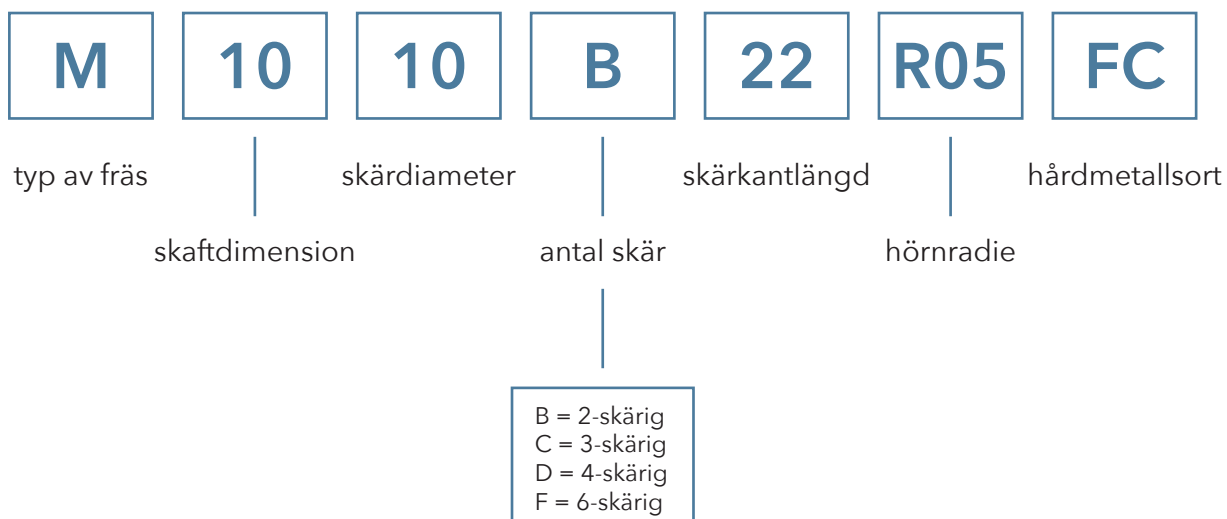 M 10 10 B 22 R05 FC
typ av fräs skärdiameter skärkantlängd hårdmetallsort
skaftdimension antal skär hörnradie
B = 2-skärig
C = 3-skärig
D = 4-skärig
F = 6-skärig